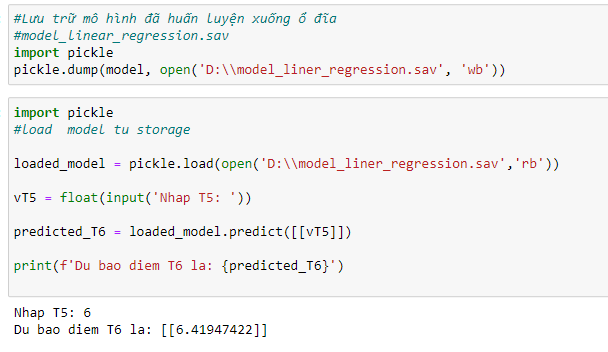 #Lưu trữ mô hình đã huấn luyện xuống ổ đĩa
#model_linear_regression.sav
import pickle
pickle.dump(model, open('D:\\model_liner_regression.sav', 'wb'))
import pickle
#load  model tu storage
loaded_model = pickle.load(open('D:\\model_liner_regression.sav','rb'))
vT5 = float(input('Nhap T5: '))
predicted_T6 = loaded_model.predict([[vT5]])
print(f'Du bao diem T6 la: {predicted_T6}')
Nhap T5: 6
Du bao diem T6 la: [[6.41947422]]